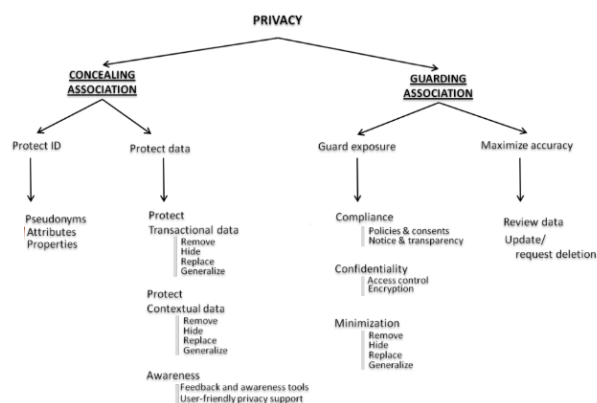 PRIVACY
CONCEALING
ASSOCIATION
GUARDING
ASSOCIATION
Protect ID
Protect data
Guard exposure
Maximize accuracy
Pseudonyms
Attributes
Properties
Protect
Transactional data
Remove
Hide
Replace
Generalize
Protect
Contextual data
Remove
Hide
Replace
Generalize
Awareness
Feedback and awareness tools
User-friendly privacy support
Compliance
Policies & consents
Notice & transparency
Confidentiality
Access control
Encryption
Minimization
Remove
Hide
Replace
Generalize
Review data
Update/
request deletion